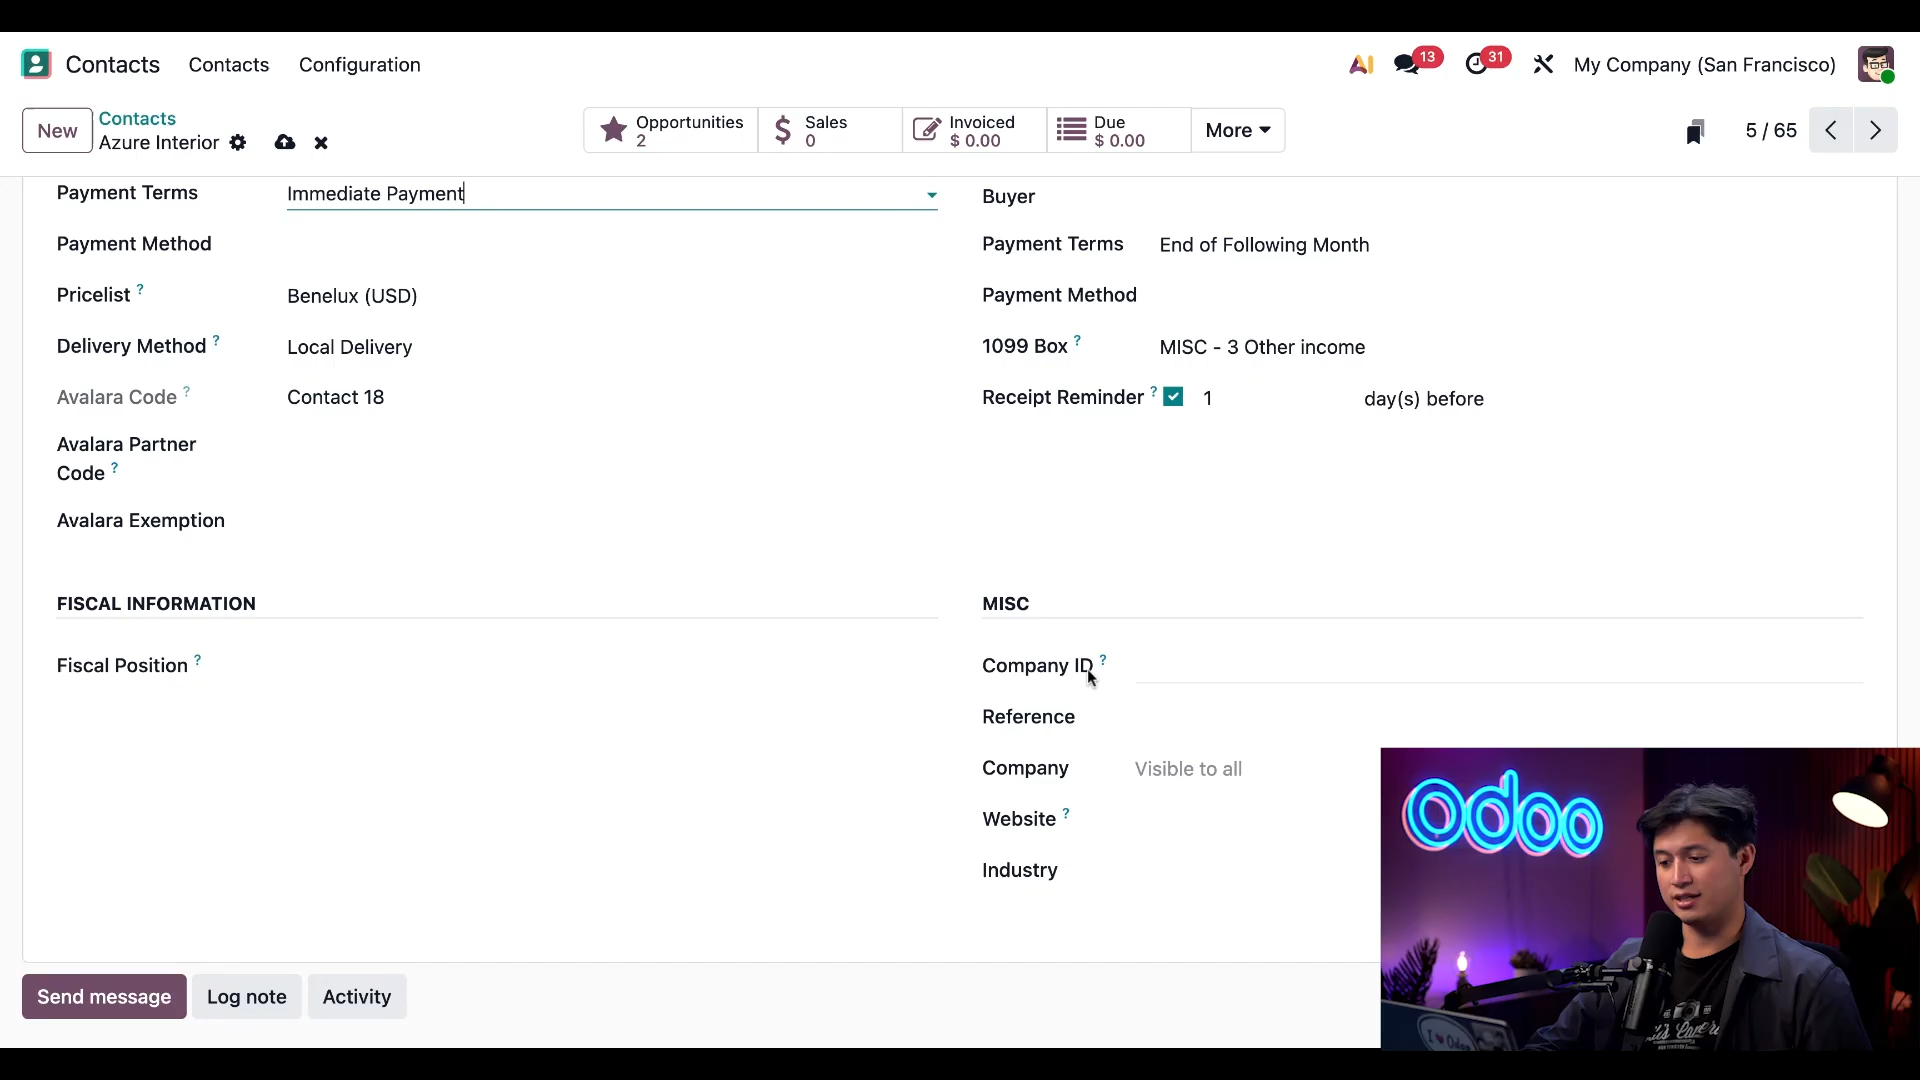 Contacts Contacts Configuration 13 31 My Company (San Francisco)
New Contacts
Azure Interior
Opportunities
2
Sales
0
Invoiced
$ 0.00
Due
$ 0.00
More
5 / 65
Payment Terms Immediate Payment
Payment Method
Pricelist ? Benelux (USD)
Delivery Method ? Local Delivery
Avalara Code ? Contact 18
Avalara Partner
Code ?
Avalara Exemption
Buyer
Payment Terms End of Following Month
Payment Method
1099 Box ? MISC - 3 Other income
Receipt Reminder ? 1 day(s) before
FISCAL INFORMATION
Fiscal Position ?
MISC
Company ID ?
Reference
Company Visible to all
Website ?
Industry
Send message Log note Activity
odoo